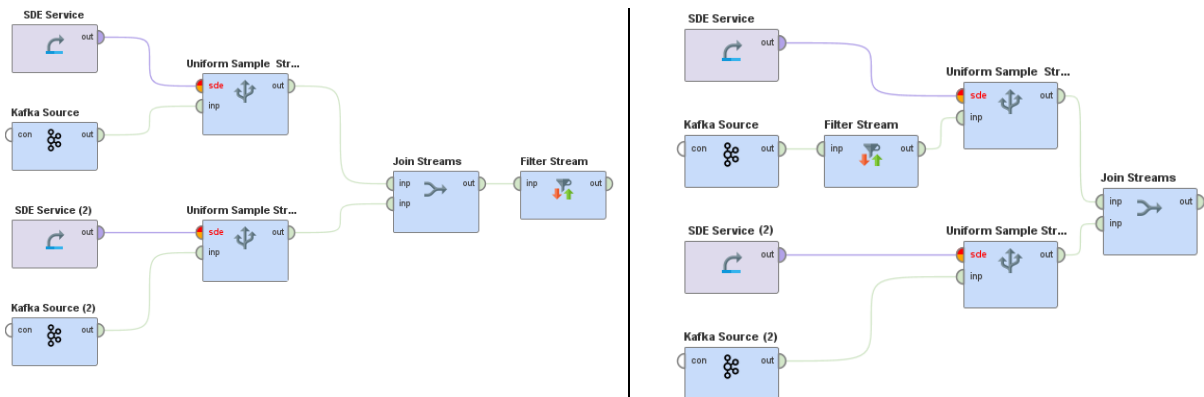 SDE Service
out
Uniform Sample Str...
sde
out
inp
Kafka Source
con
out
Join Streams
inp
out
inp
Filter Stream
inp
out
SDE Service (2)
out
Uniform Sample Str...
sde
out
inp
Kafka Source (2)
con
out
SDE Service
out
Uniform Sample Str...
sde
out
inp
Kafka Source
con
out
Filter Stream
inp
out
Join Streams
inp
out
inp
SDE Service (2)
out
Uniform Sample Str...
sde
out
inp
Kafka Source (2)
con
out